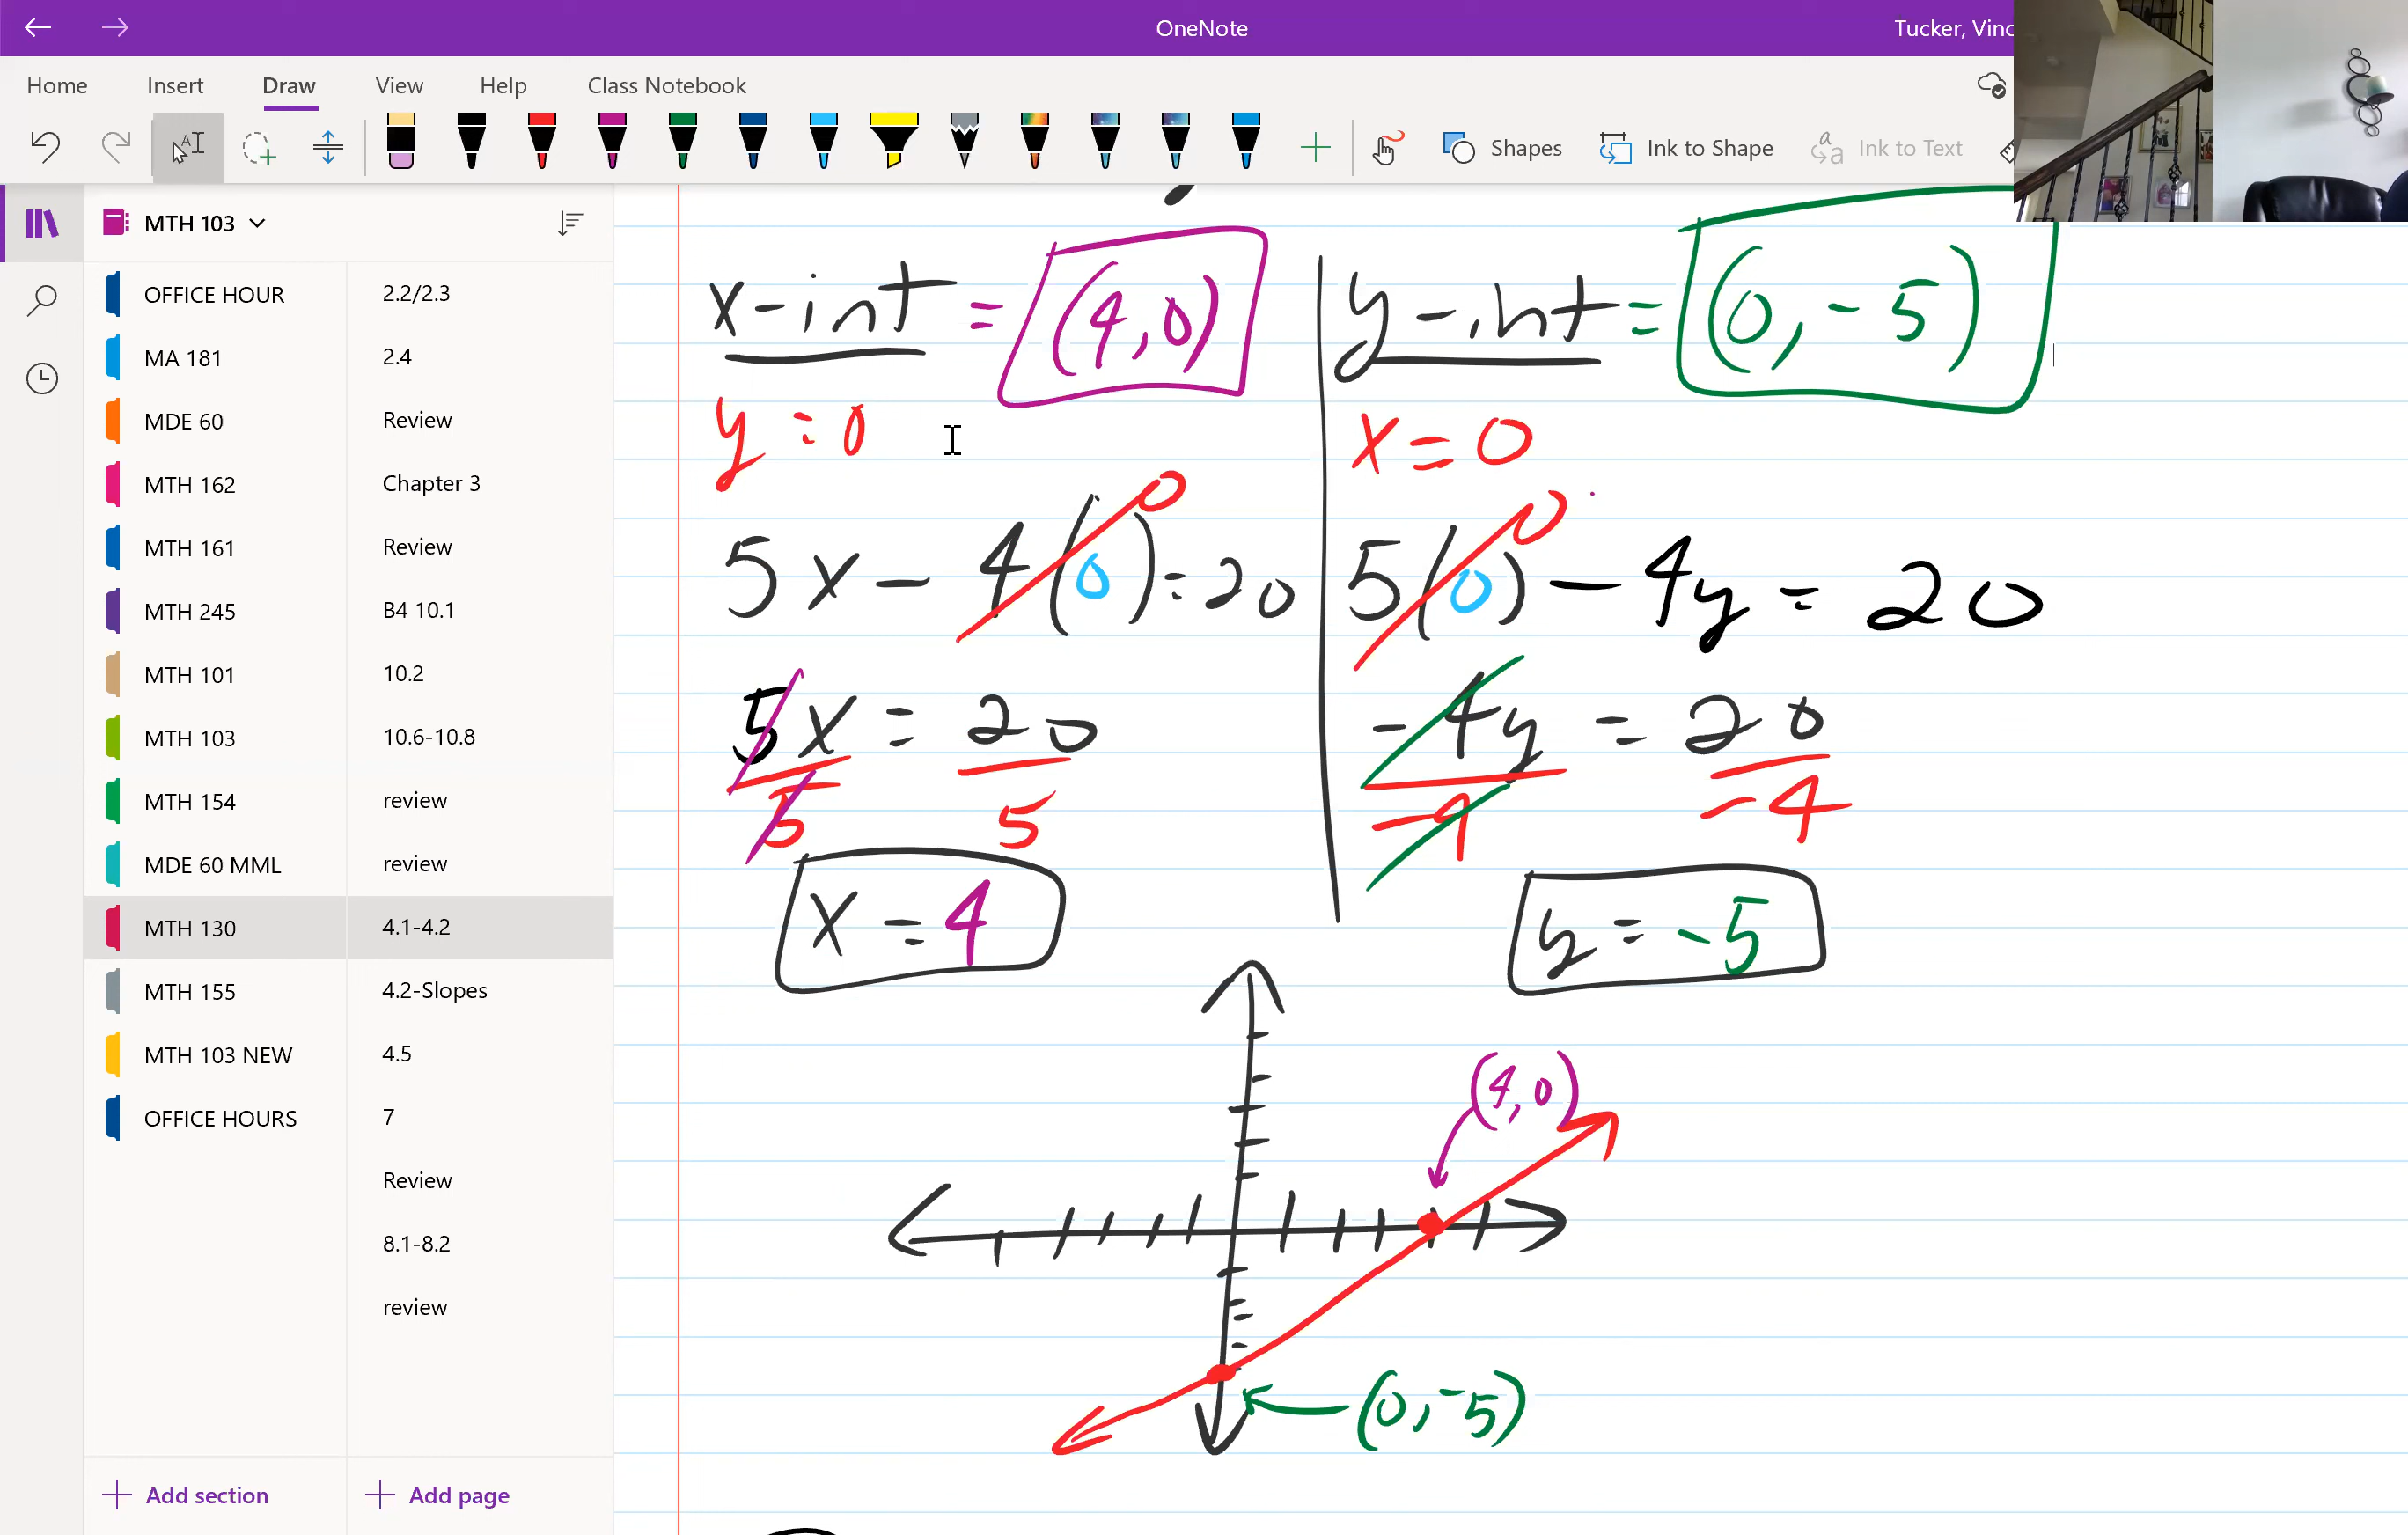 OneNote
Tucker, Vinc
Home Insert Draw View Help Class Notebook
Shapes Ink to Shape Ink to Text
MTH 103
OFFICE HOUR
MA 181
MDE 60
MTH 162
MTH 161
MTH 245
MTH 101
MTH 103
MTH 154
MDE 60 MML
MTH 130
MTH 155
MTH 103 NEW
OFFICE HOURS
Add section
2.2/2.3
2.4
Review
Chapter 3
Review
B4 10.1
10.2
10.6-10.8
review
review
4.1-4.2
4.2-Slopes
4.5
7
Review
8.1-8.2
review
Add page
x-int = (4,0)
y=0
0
5x - 4(0) = 20
5x = 20
5 5
x = 4
y-int = (0,-5)
x=0
0
5(0) - 4y = 20
-4y = 20
-4 -4
y = -5
(4,0)
(0,-5)